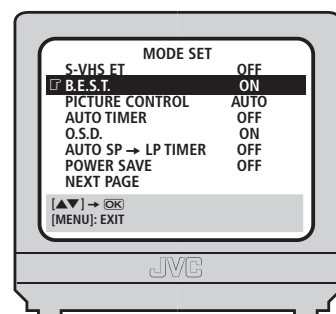 MODE SET
S-VHS ET OFF
☞ B.E.S.T. ON
PICTURE CONTROL AUTO
AUTO TIMER OFF
O.S.D. ON
AUTO SP → LP TIMER OFF
POWER SAVE OFF
NEXT PAGE
[▲▼] → OK
[MENU]: EXIT
JVC